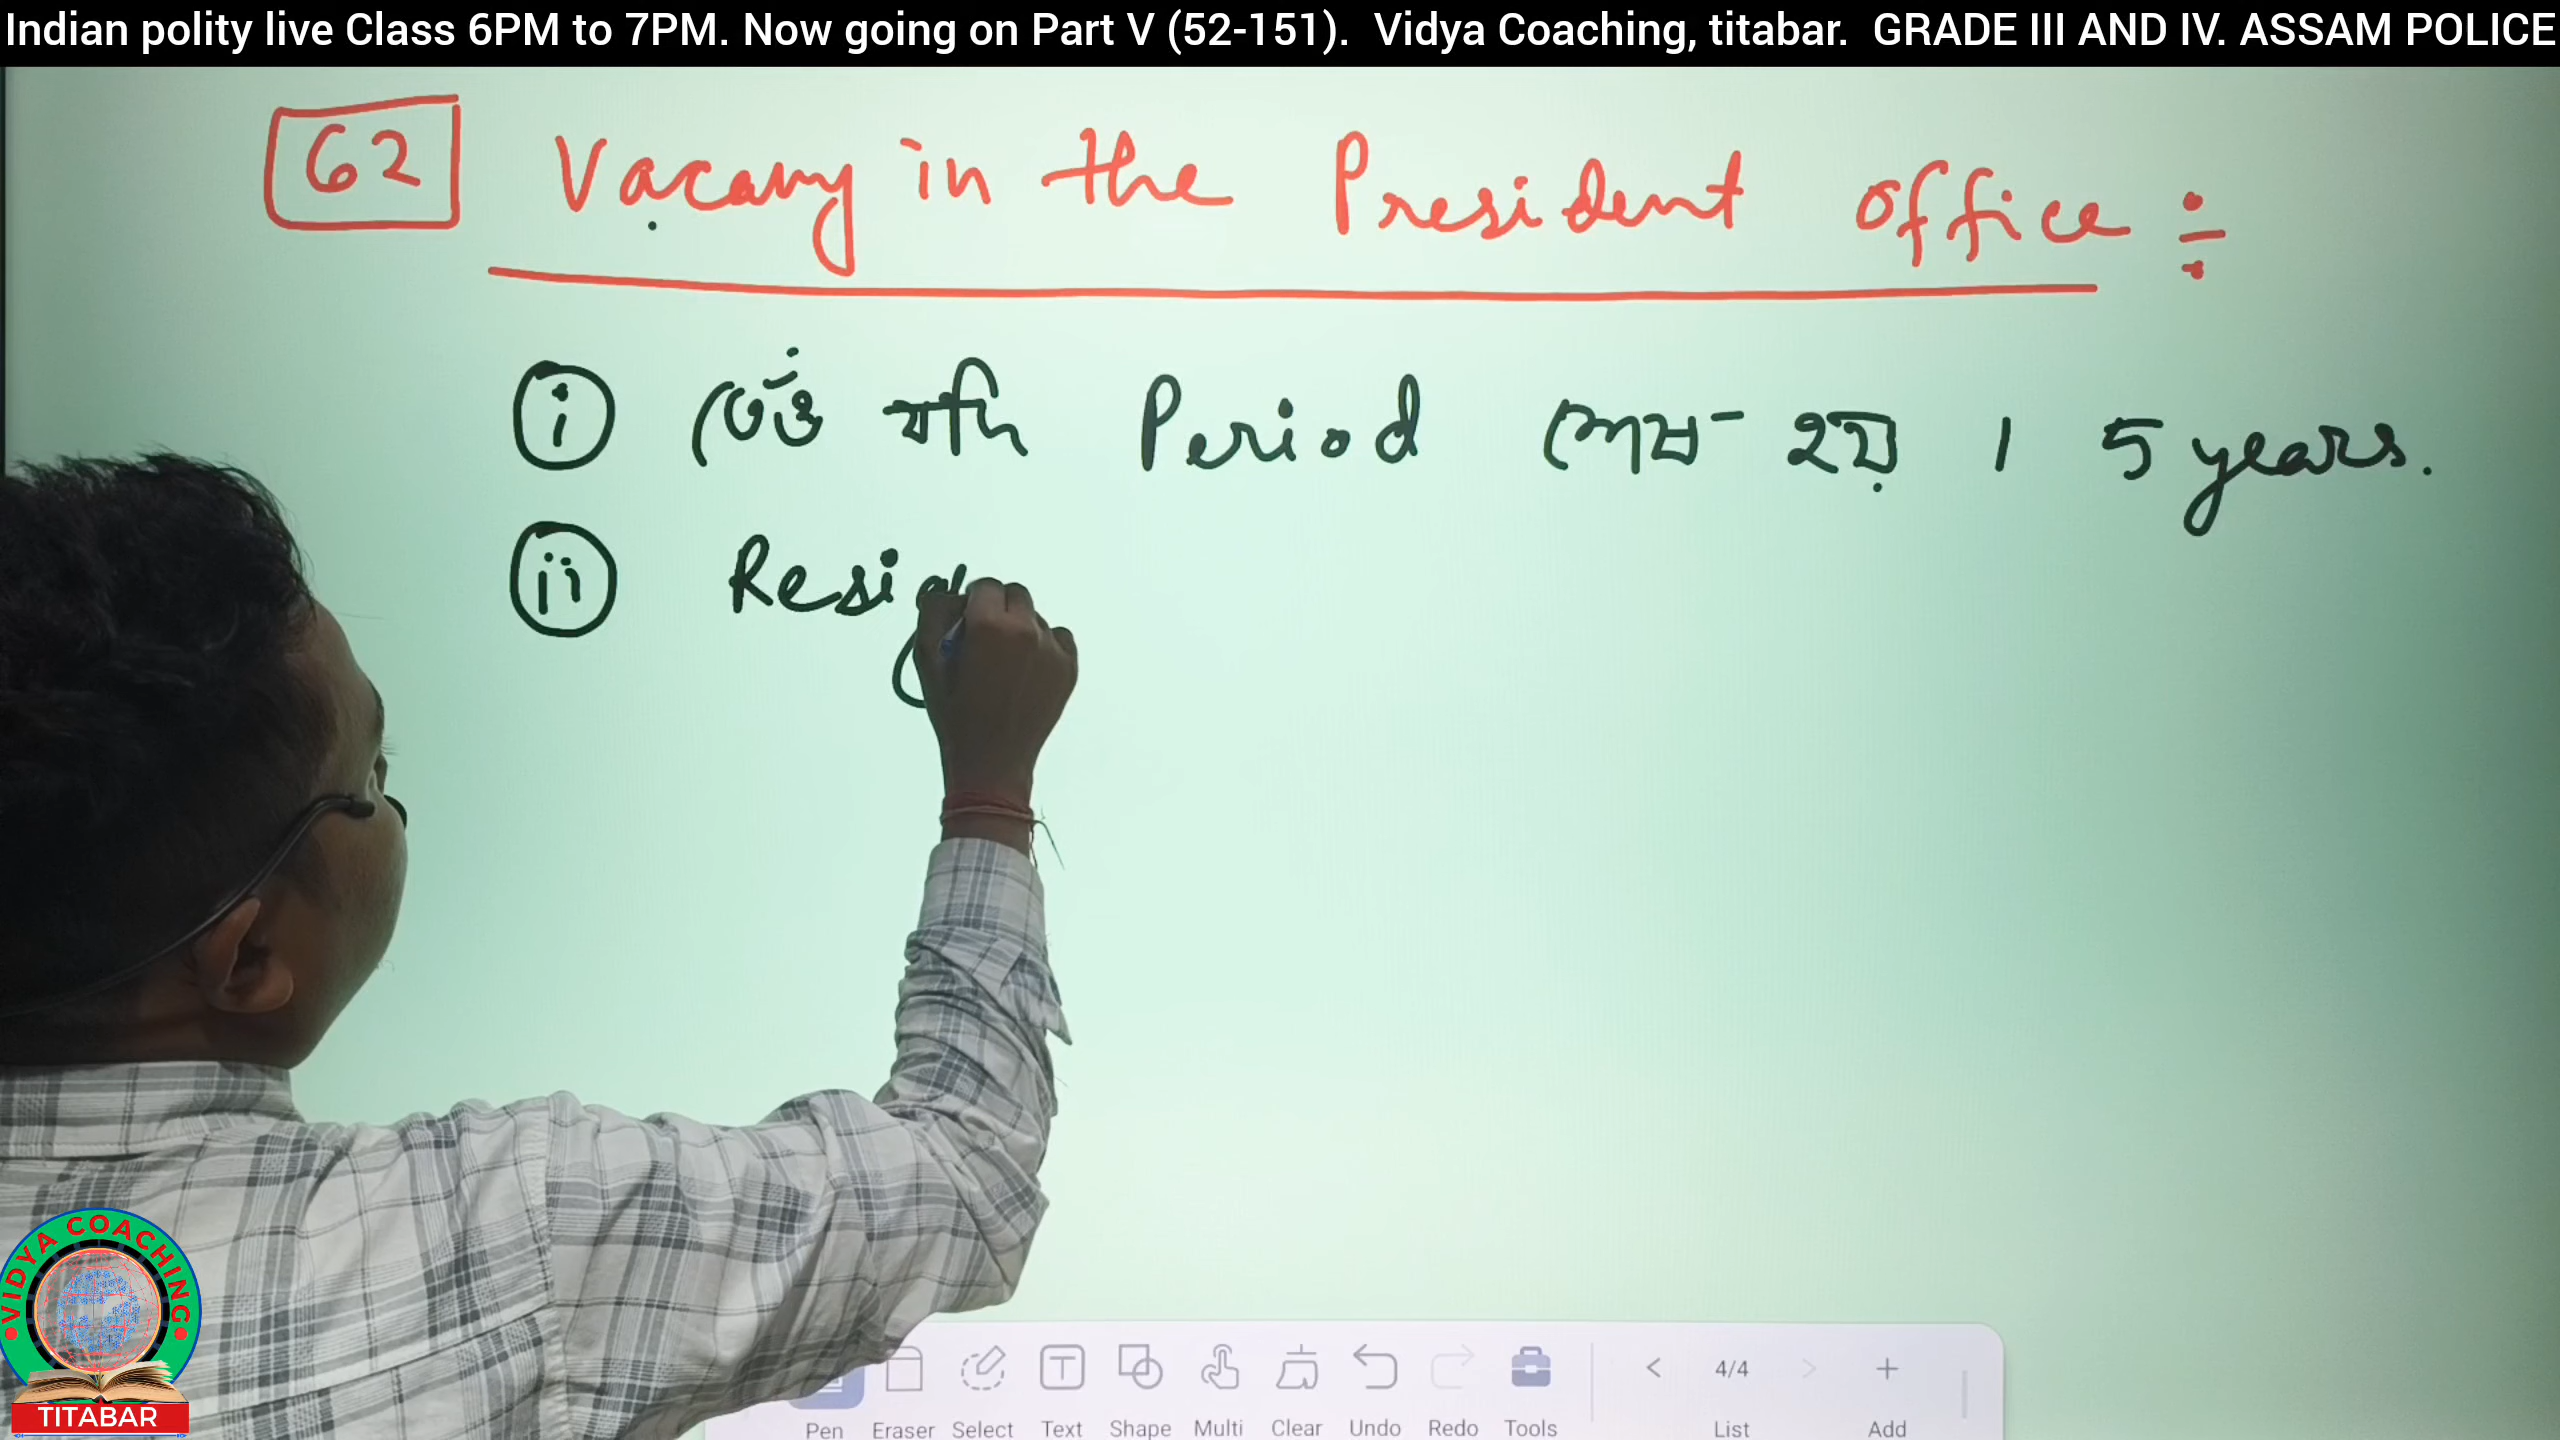 Indian polity live Class 6PM to 7PM. Now going on Part V (52-151). Vidya Coaching, titabar. GRADE III AND IV. ASSAM POLICE
62 Vacany in the President office :
i তেওঁ যদি Period শেষ হয় । 5 years.
ii Resign
VIDYA COACHING
TITABAR
Pen Eraser Select Text Shape Multi Clear Undo Redo Tools < 4/4 List > + Add